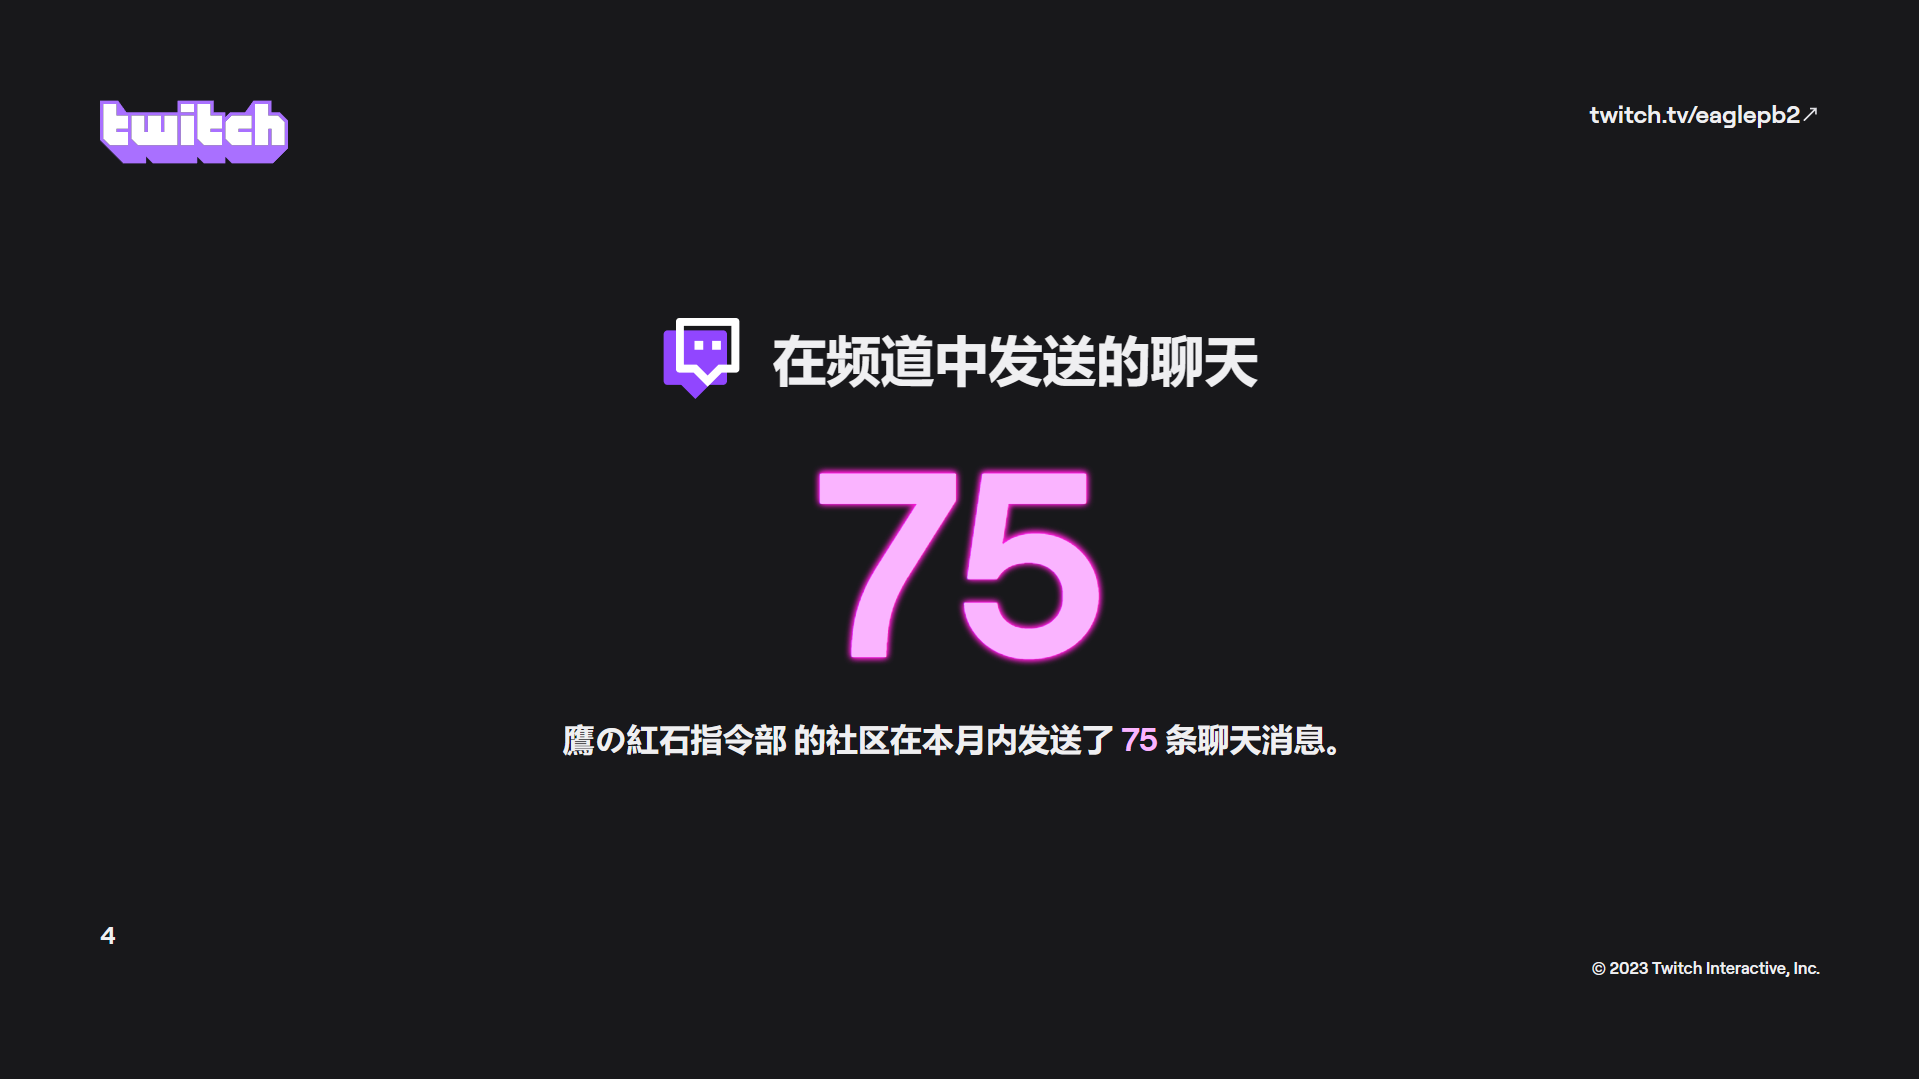 twitch
twitch.tv/eaglepb2↗
在频道中发送的聊天
75
鷹の紅石指令部 的社区在本月内发送了 75 条聊天消息。
4
© 2023 Twitch Interactive, Inc.